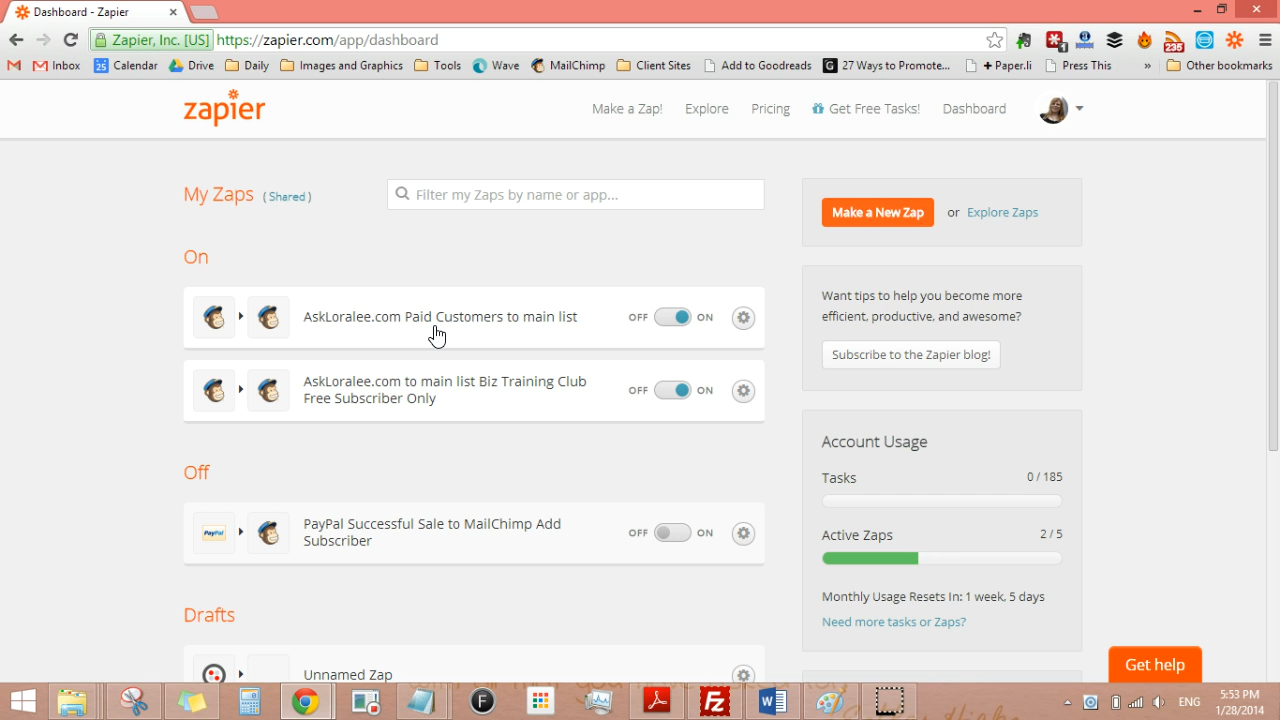 Dashboard - Zapier
Zapier, Inc. [US] https://zapier.com/app/dashboard
Inbox Calendar Drive Daily Images and Graphics Tools Wave MailChimp Client Sites Add to Goodreads 27 Ways to Promote... + Paper.li Press This » Other bookmarks
235
zapier
Make a Zap! Explore Pricing Get Free Tasks! Dashboard
My Zaps ( Shared )
Filter my Zaps by name or app...
Make a New Zap or Explore Zaps
On
AskLoralee.com Paid Customers to main list
OFF ON
AskLoralee.com to main list Biz Training Club
Free Subscriber Only
OFF ON
Want tips to help you become more
efficient, productive, and awesome?
Subscribe to the Zapier blog!
Off
PayPal
PayPal Successful Sale to MailChimp Add
Subscriber
OFF ON
Account Usage
Tasks 0 / 185
Active Zaps 2 / 5
Monthly Usage Resets In: 1 week, 5 days
Need more tasks or Zaps?
Drafts
Unnamed Zap
Get help
ENG
5:53 PM
1/28/2014